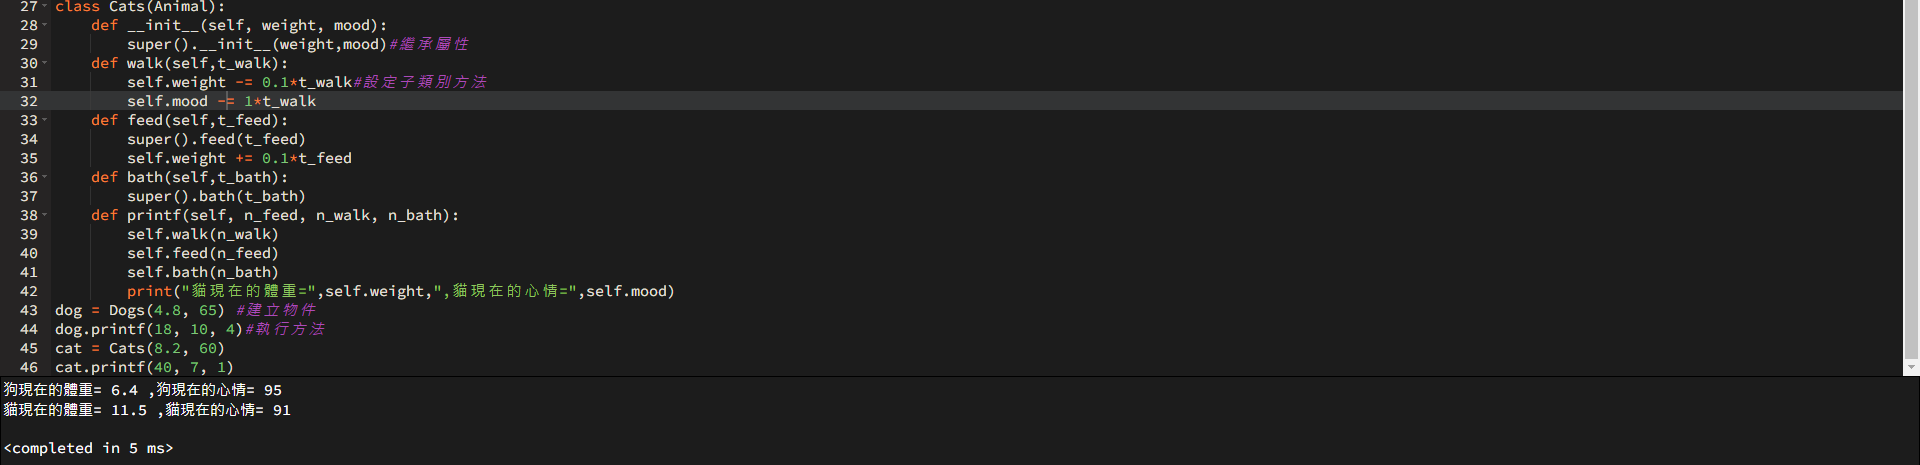 27 class Cats(Animal):
28     def __init__(self, weight, mood):
29         super().__init__(weight,mood)#繼承屬性
30     def walk(self,t_walk):
31         self.weight -= 0.1*t_walk#設定子類別方法
32         self.mood -= 1*t_walk
33     def feed(self,t_feed):
34         super().feed(t_feed)
35         self.weight += 0.1*t_feed
36     def bath(self,t_bath):
37         super().bath(t_bath)
38     def printf(self, n_feed, n_walk, n_bath):
39         self.walk(n_walk)
40         self.feed(n_feed)
41         self.bath(n_bath)
42         print("貓現在的體重=",self.weight,",貓現在的心情=",self.mood)
43 dog = Dogs(4.8, 65) #建立物件
44 dog.printf(18, 10, 4)#執行方法
45 cat = Cats(8.2, 60)
46 cat.printf(40, 7, 1)
狗現在的體重= 6.4 ,狗現在的心情= 95
貓現在的體重= 11.5 ,貓現在的心情= 91
<completed in 5 ms>